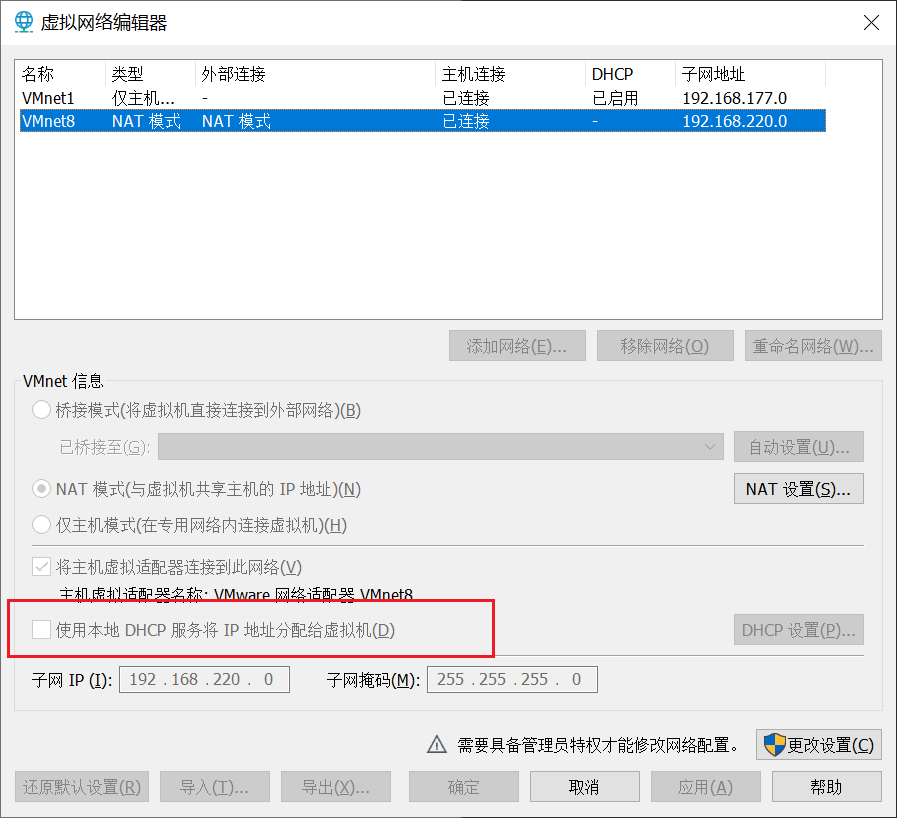 虚拟网络编辑器
名称 类型 外部连接 主机连接 DHCP 子网地址
VMnet1 仅主机... - 已连接 已启用 192.168.177.0
VMnet8 NAT 模式 NAT 模式 已连接 - 192.168.220.0
添加网络(E)... 移除网络(O) 重命名网络(W)...
VMnet 信息
桥接模式(将虚拟机直接连接到外部网络)(B)
已桥接至(G): 自动设置(U)...
NAT 模式(与虚拟机共享主机的 IP 地址)(N) NAT 设置(S)...
仅主机模式(在专用网络内连接虚拟机)(H)
将主机虚拟适配器连接到此网络(V)
主机虚拟适配器名称: VMware 网络适配器 VMnet8
使用本地 DHCP 服务将 IP 地址分配给虚拟机(D) DHCP 设置(P)...
子网 IP (I): 192 . 168 . 220 . 0 子网掩码(M): 255 . 255 . 255 . 0
需要具备管理员特权才能修改网络配置。 更改设置(C)
还原默认设置(R) 导入(T)... 导出(X)... 确定 取消 应用(A) 帮助